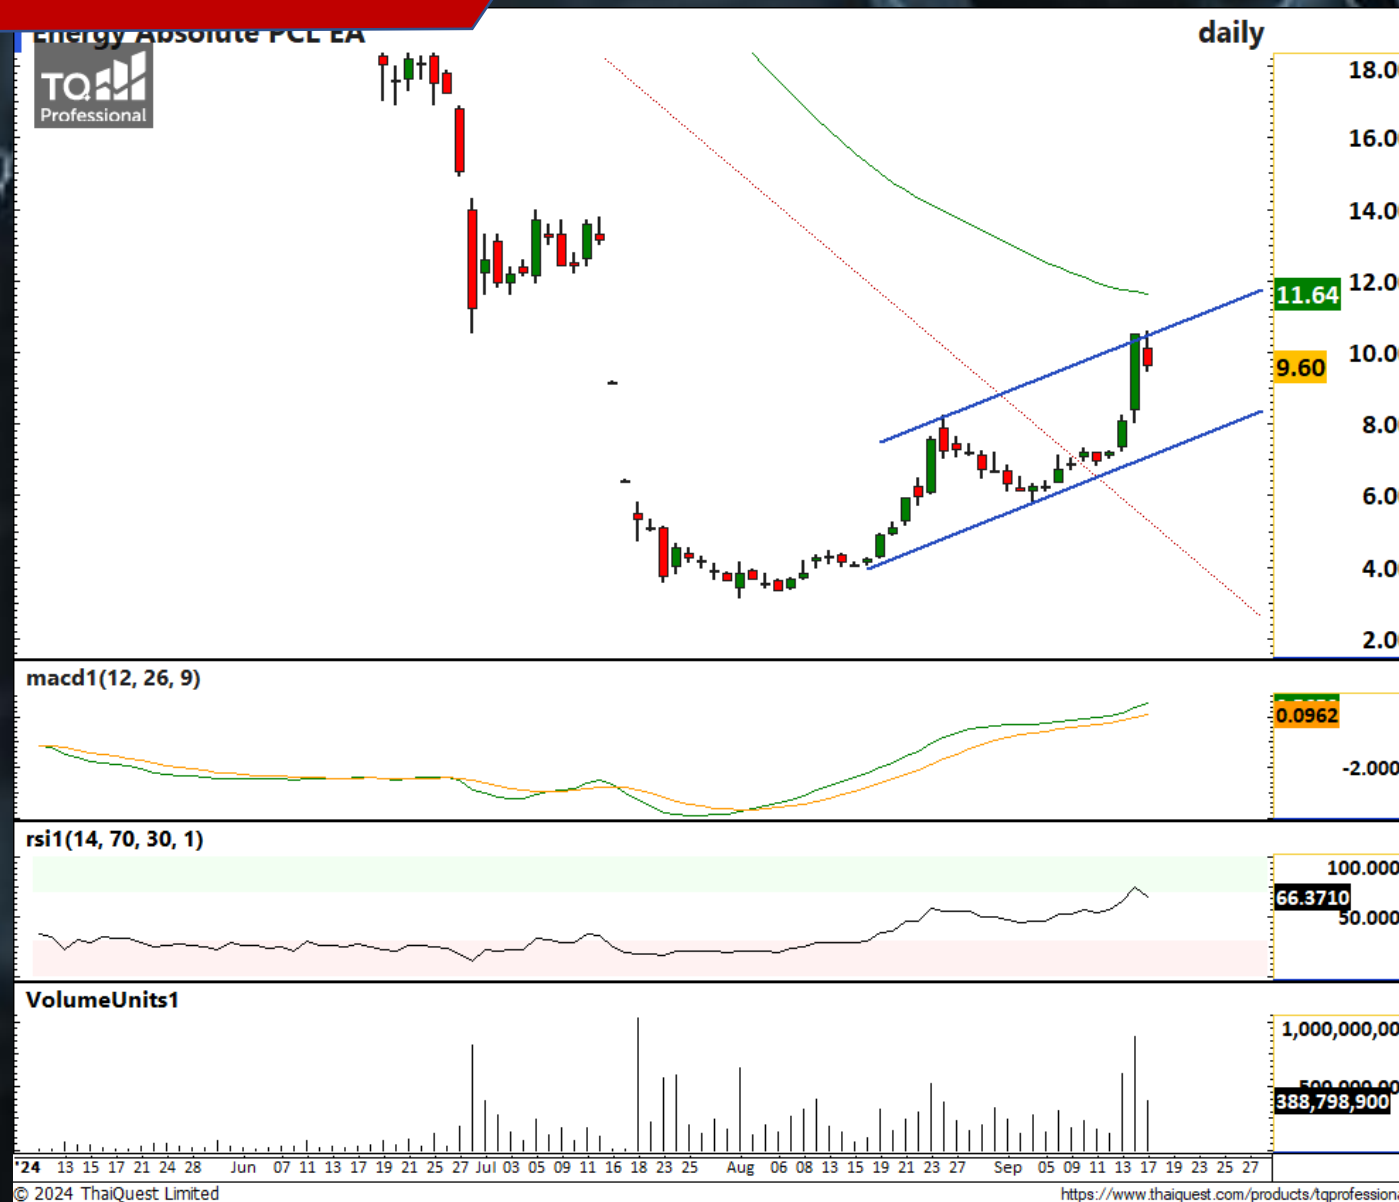 Energy Absolute PCL EA
daily
TQ
Professional
18.0
16.0
14.0
12.0
11.64
10.0
9.60
8.0
6.0
4.0
2.0
macd1(12, 26, 9)
0.0962
-2.000
rsi1(14, 70, 30, 1)
100.000
66.3710
50.000
VolumeUnits1
1,000,000,00
500,000,00
388,798,900
'24 13 15 17 21 24 28 Jun 07 11 13 17 19 21 25 27 Jul 03 05 09 11 16 18 23 25 Aug 06 08 13 15 19 21 23 27 Sep 05 09 11 13 17 19 23 25 27
© 2024 ThaiQuest Limited
https://www.thaiquest.com/products/tqprofession